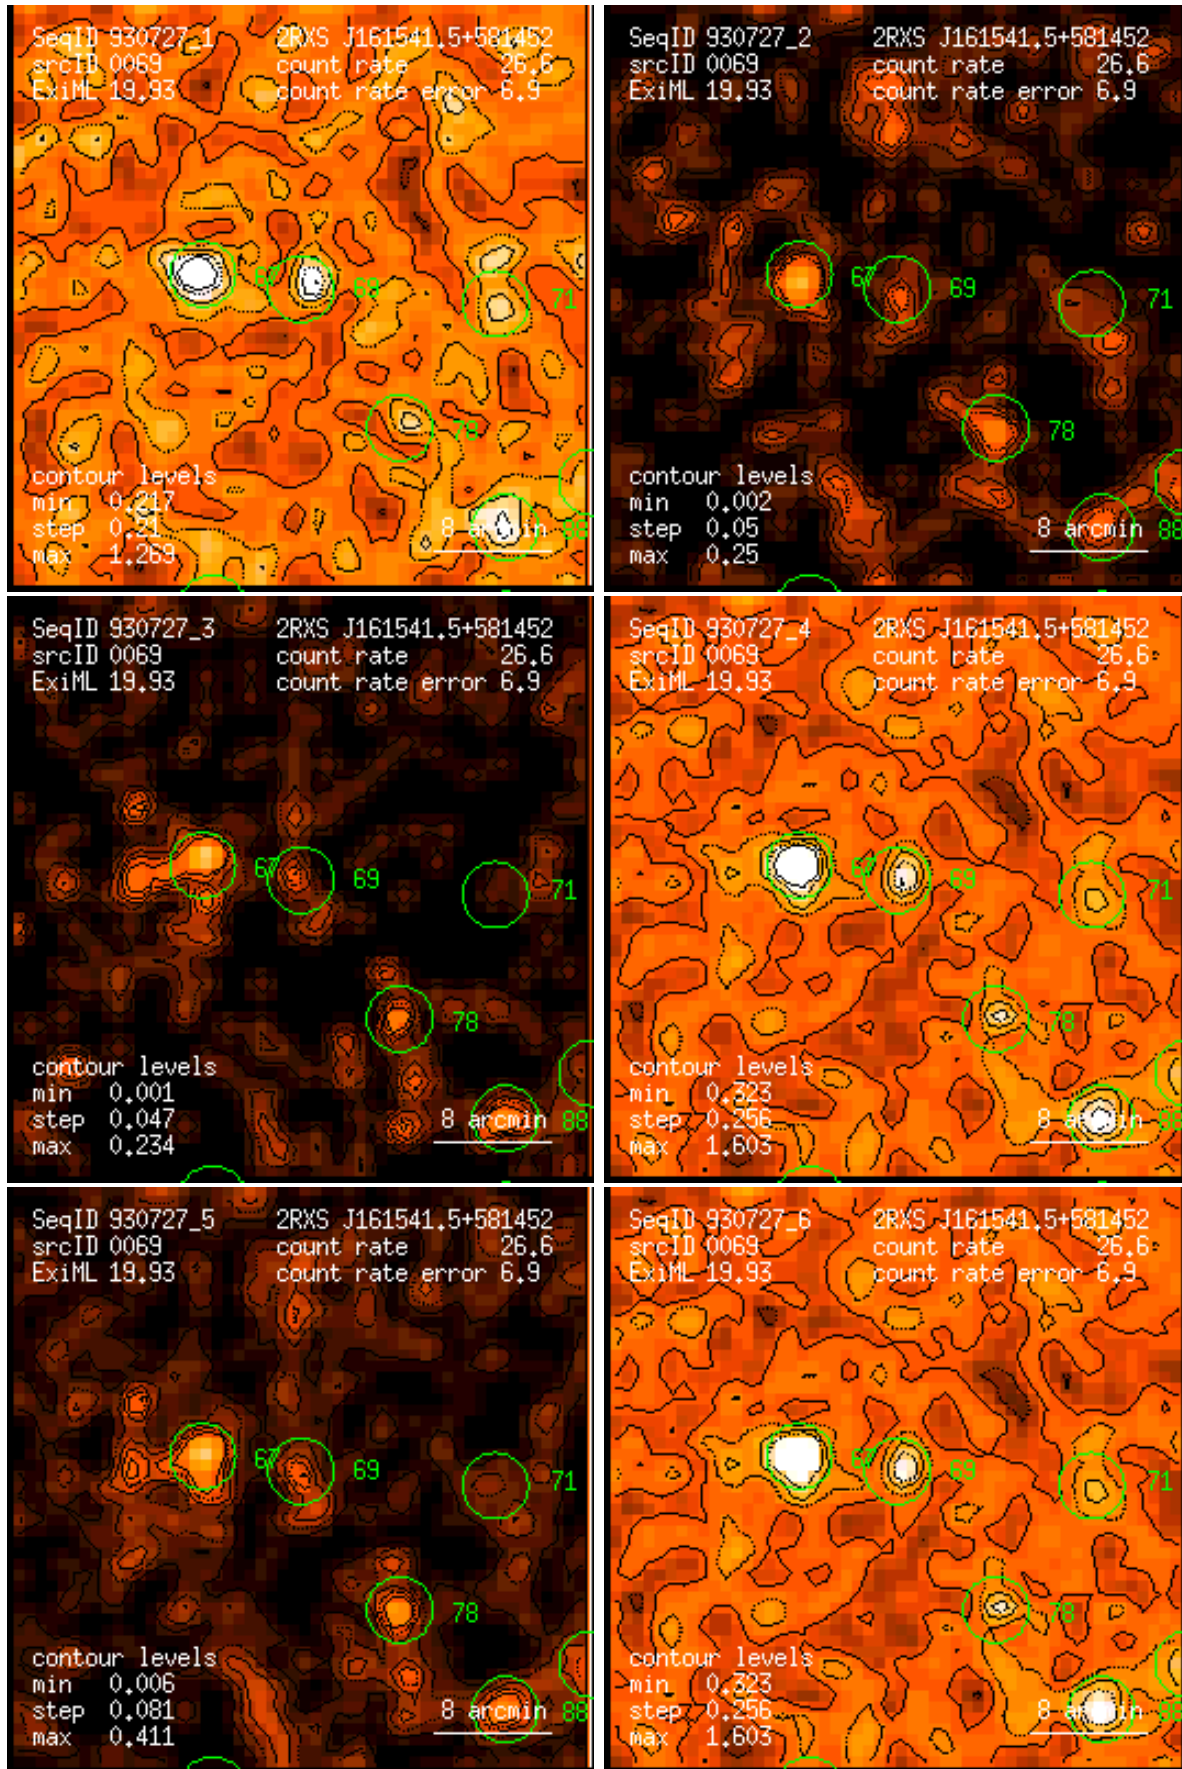 SeqID 930727_1 2RXS J161541.5+581452
srcID 0069 count rate 26.6
ExiML 19.93 count rate error 6.9
67 69 71
78
contour levels
min 0.217
step 0.21 8 arcmin 88
max 1.269
SeqID 930727_2 2RXS J161541.5+581452
srcID 0069 count rate 26.6
ExiML 19.93 count rate error 6.9
67 69 71
78
contour levels
min 0.002
step 0.05 8 arcmin 88
max 0.25
SeqID 930727_3 2RXS J161541.5+581452
srcID 0069 count rate 26.6
ExiML 19.93 count rate error 6.9
67 69 71
78
contour levels
min 0.001
step 0.047 8 arcmin 88
max 0.234
SeqID 930727_4 2RXS J161541.5+581452
srcID 0069 count rate 26.6
ExiML 19.93 count rate error 6.9
67 69 71
78
contour levels
min 0.323
step 0.256 8 arcmin 88
max 1.603
SeqID 930727_5 2RXS J161541.5+581452
srcID 0069 count rate 26.6
ExiML 19.93 count rate error 6.9
67 69 71
78
contour levels
min 0.006
step 0.081 8 arcmin 88
max 0.411
SeqID 930727_6 2RXS J161541.5+581452
srcID 0069 count rate 26.6
ExiML 19.93 count rate error 6.9
67 69 71
78
contour levels
min 0.323
step 0.256 8 arcmin 88
max 1.603